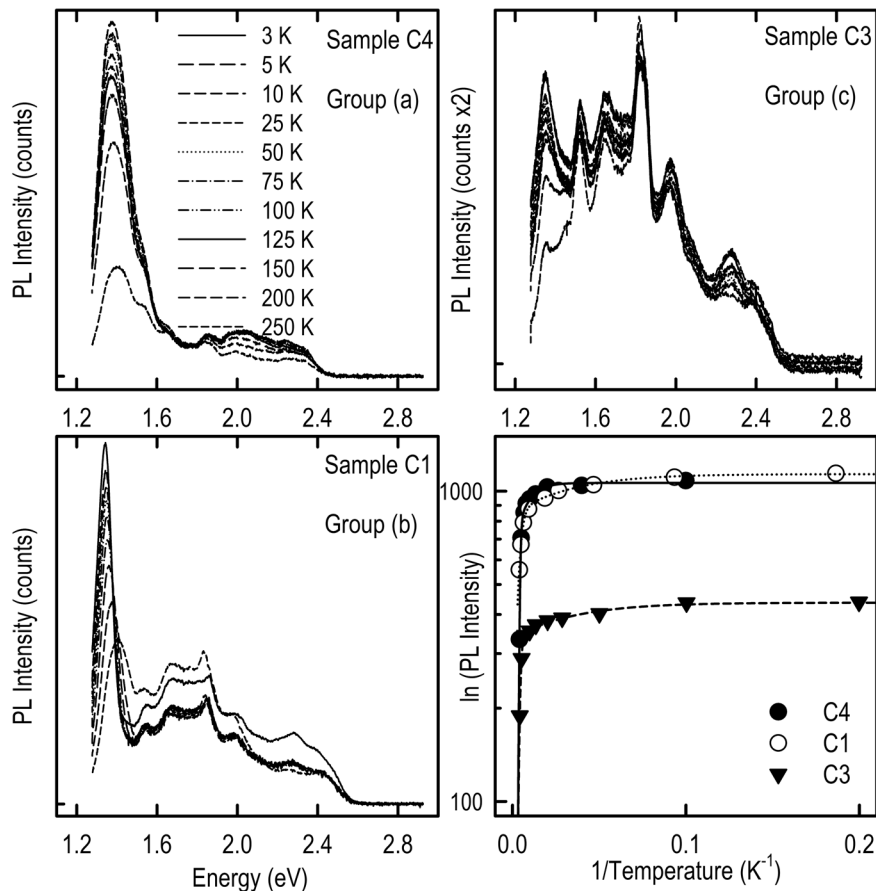 3 K
Sample C4
5 K
10 K
Group (a)
25 K
50 K
75 K
100 K
125 K
150 K
200 K
250 K
PL Intensity (counts)
1.2 1.6 2.0 2.4 2.8
Sample C3
Group (c)
PL Intensity (counts x2)
1.2 1.6 2.0 2.4 2.8
Sample C1
Group (b)
PL Intensity (counts)
1.2 1.6 2.0 2.4 2.8
Energy (eV)
1000
100
ln (PL Intensity)
C4
C1
C3
0.0 0.1 0.2
1/Temperature (K⁻¹)